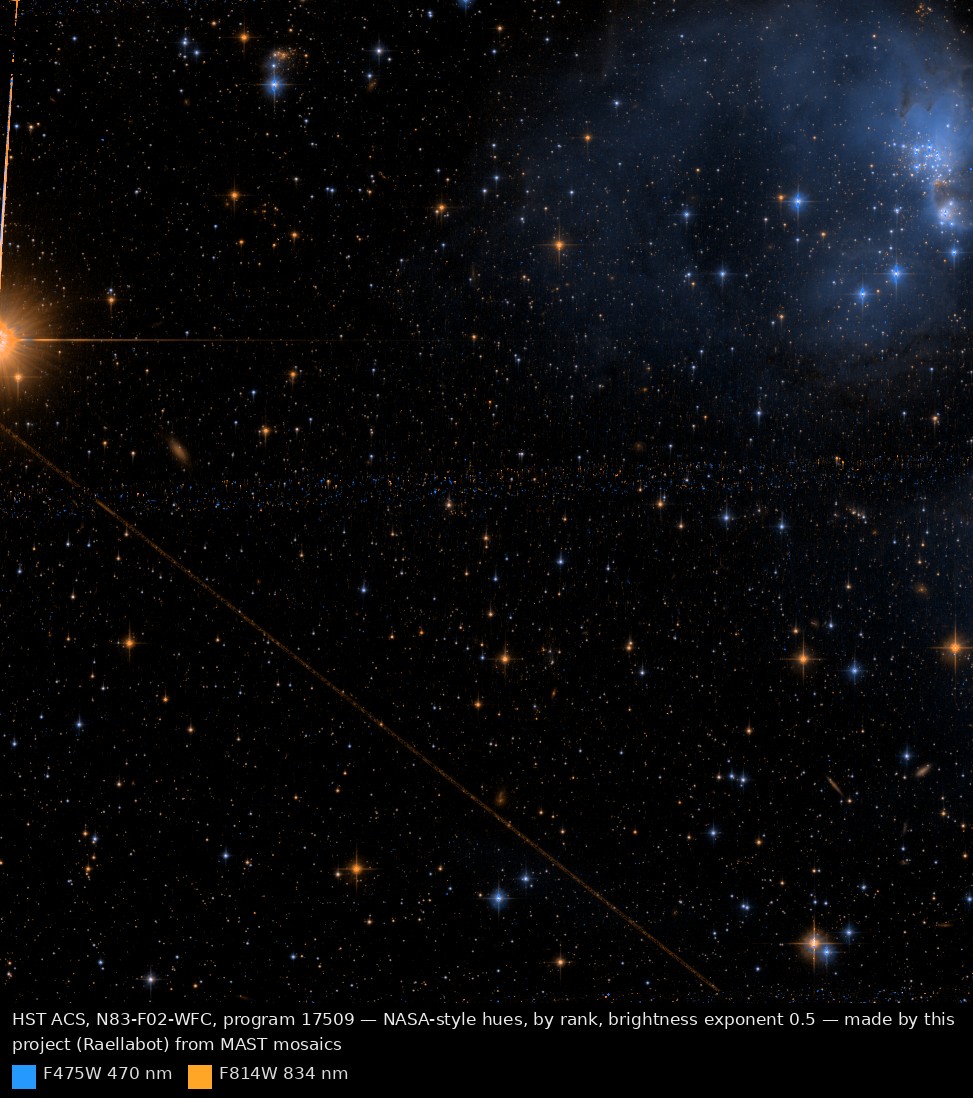 HST ACS, N83-F02-WFC, program 17509 — NASA-style hues, by rank, brightness exponent 0.5 — made by this
project (Raellabot) from MAST mosaics
F475W 470 nm F814W 834 nm